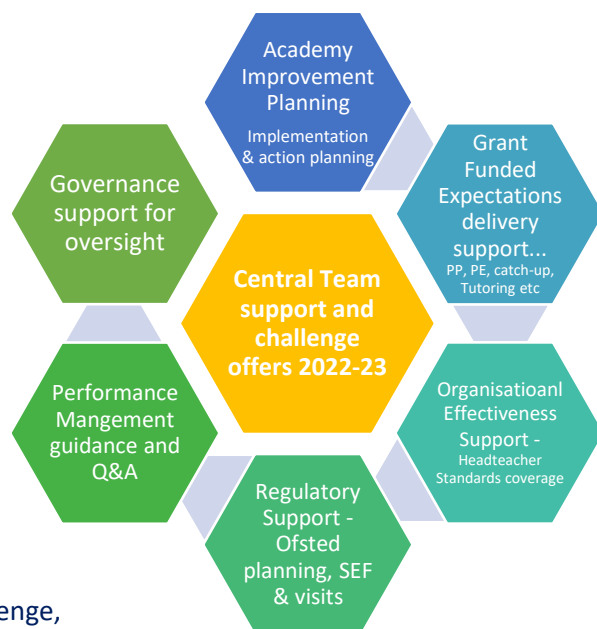 Academy
Improvement
Planning
Implementation
& action planning
Grant
Funded
Expectations
delivery
support...
PP, PE, catch-up,
Tutoring etc
Governance
support for
oversight
Central Team
support and
challenge
offers 2022-23
Organisatioanl
Effectiveness
Support -
Headteacher
Standards coverage
Performance
Mangement
guidance and
Q&A
Regulatory
Support -
Ofsted
planning, SEF
& visits